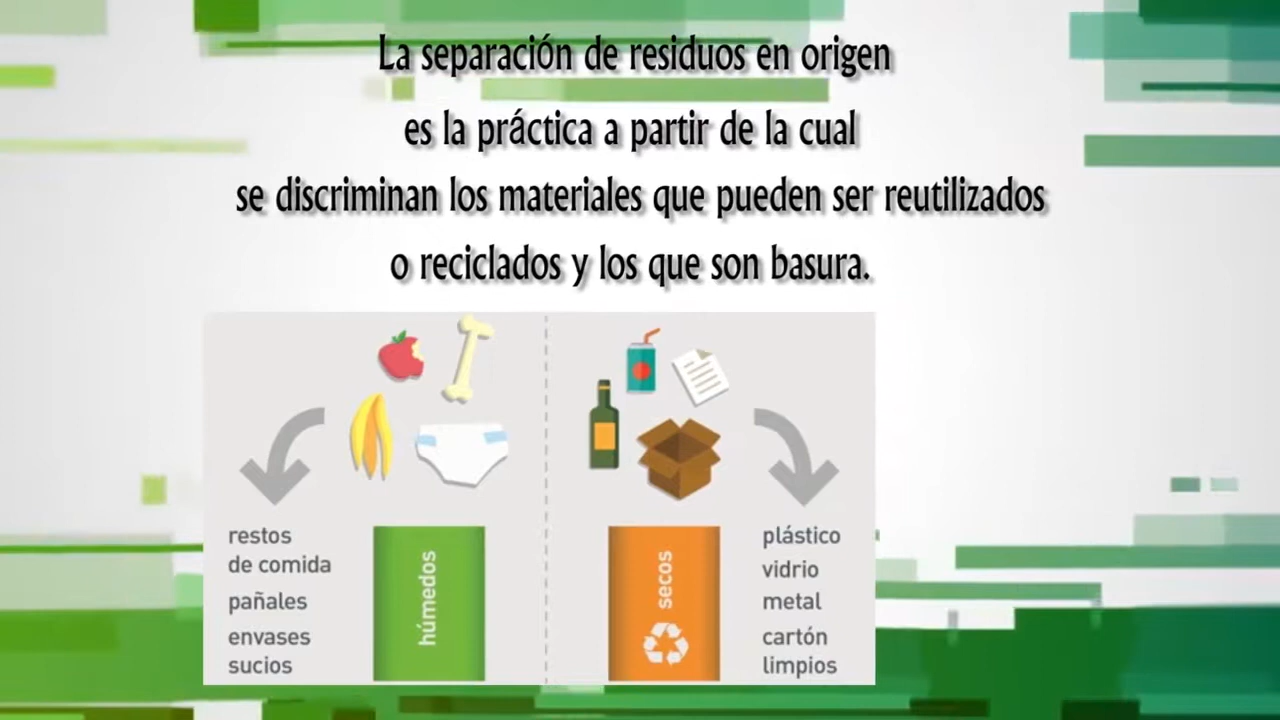 La separación de residuos en origen
es la práctica a partir de la cual
se discriminan los materiales que pueden ser reutilizados
o reciclados y los que son basura.
restos
de comida
pañales
envases
sucios
húmedos
secos
plástico
vidrio
metal
cartón
limpios